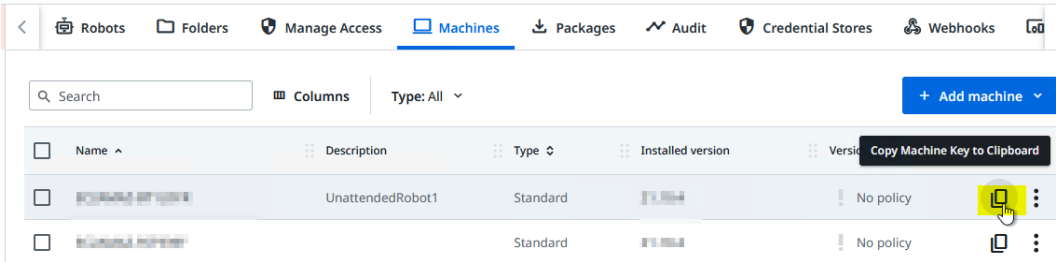 Robots Folders Manage Access Machines Packages Audit Credential Stores Webhooks
Search Columns Type: All + Add machine
Copy Machine Key to Clipboard
Name Description Type Installed version
UnattendedRobot1 Standard No policy
Standard No policy